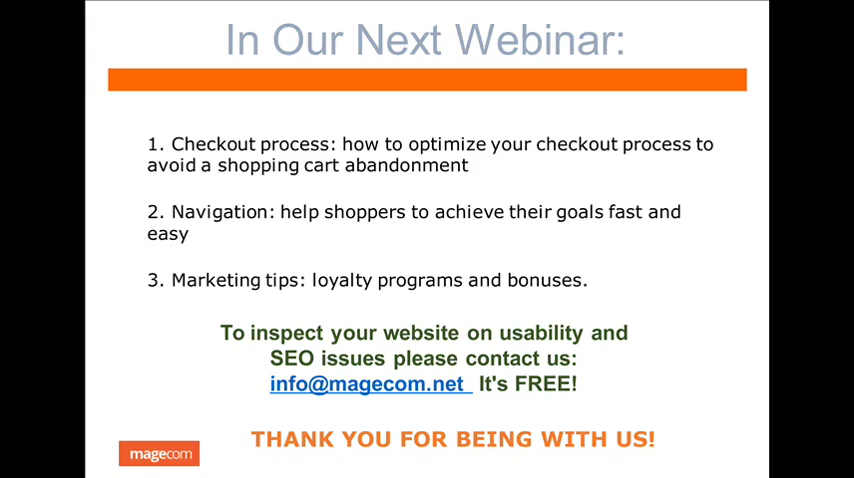 In Our Next Webinar:
1. Checkout process: how to optimize your checkout process to
avoid a shopping cart abandonment
2. Navigation: help shoppers to achieve their goals fast and
easy
3. Marketing tips: loyalty programs and bonuses.
To inspect your website on usability and
SEO issues please contact us:
info@magecom.net It's FREE!
THANK YOU FOR BEING WITH US!
magecom